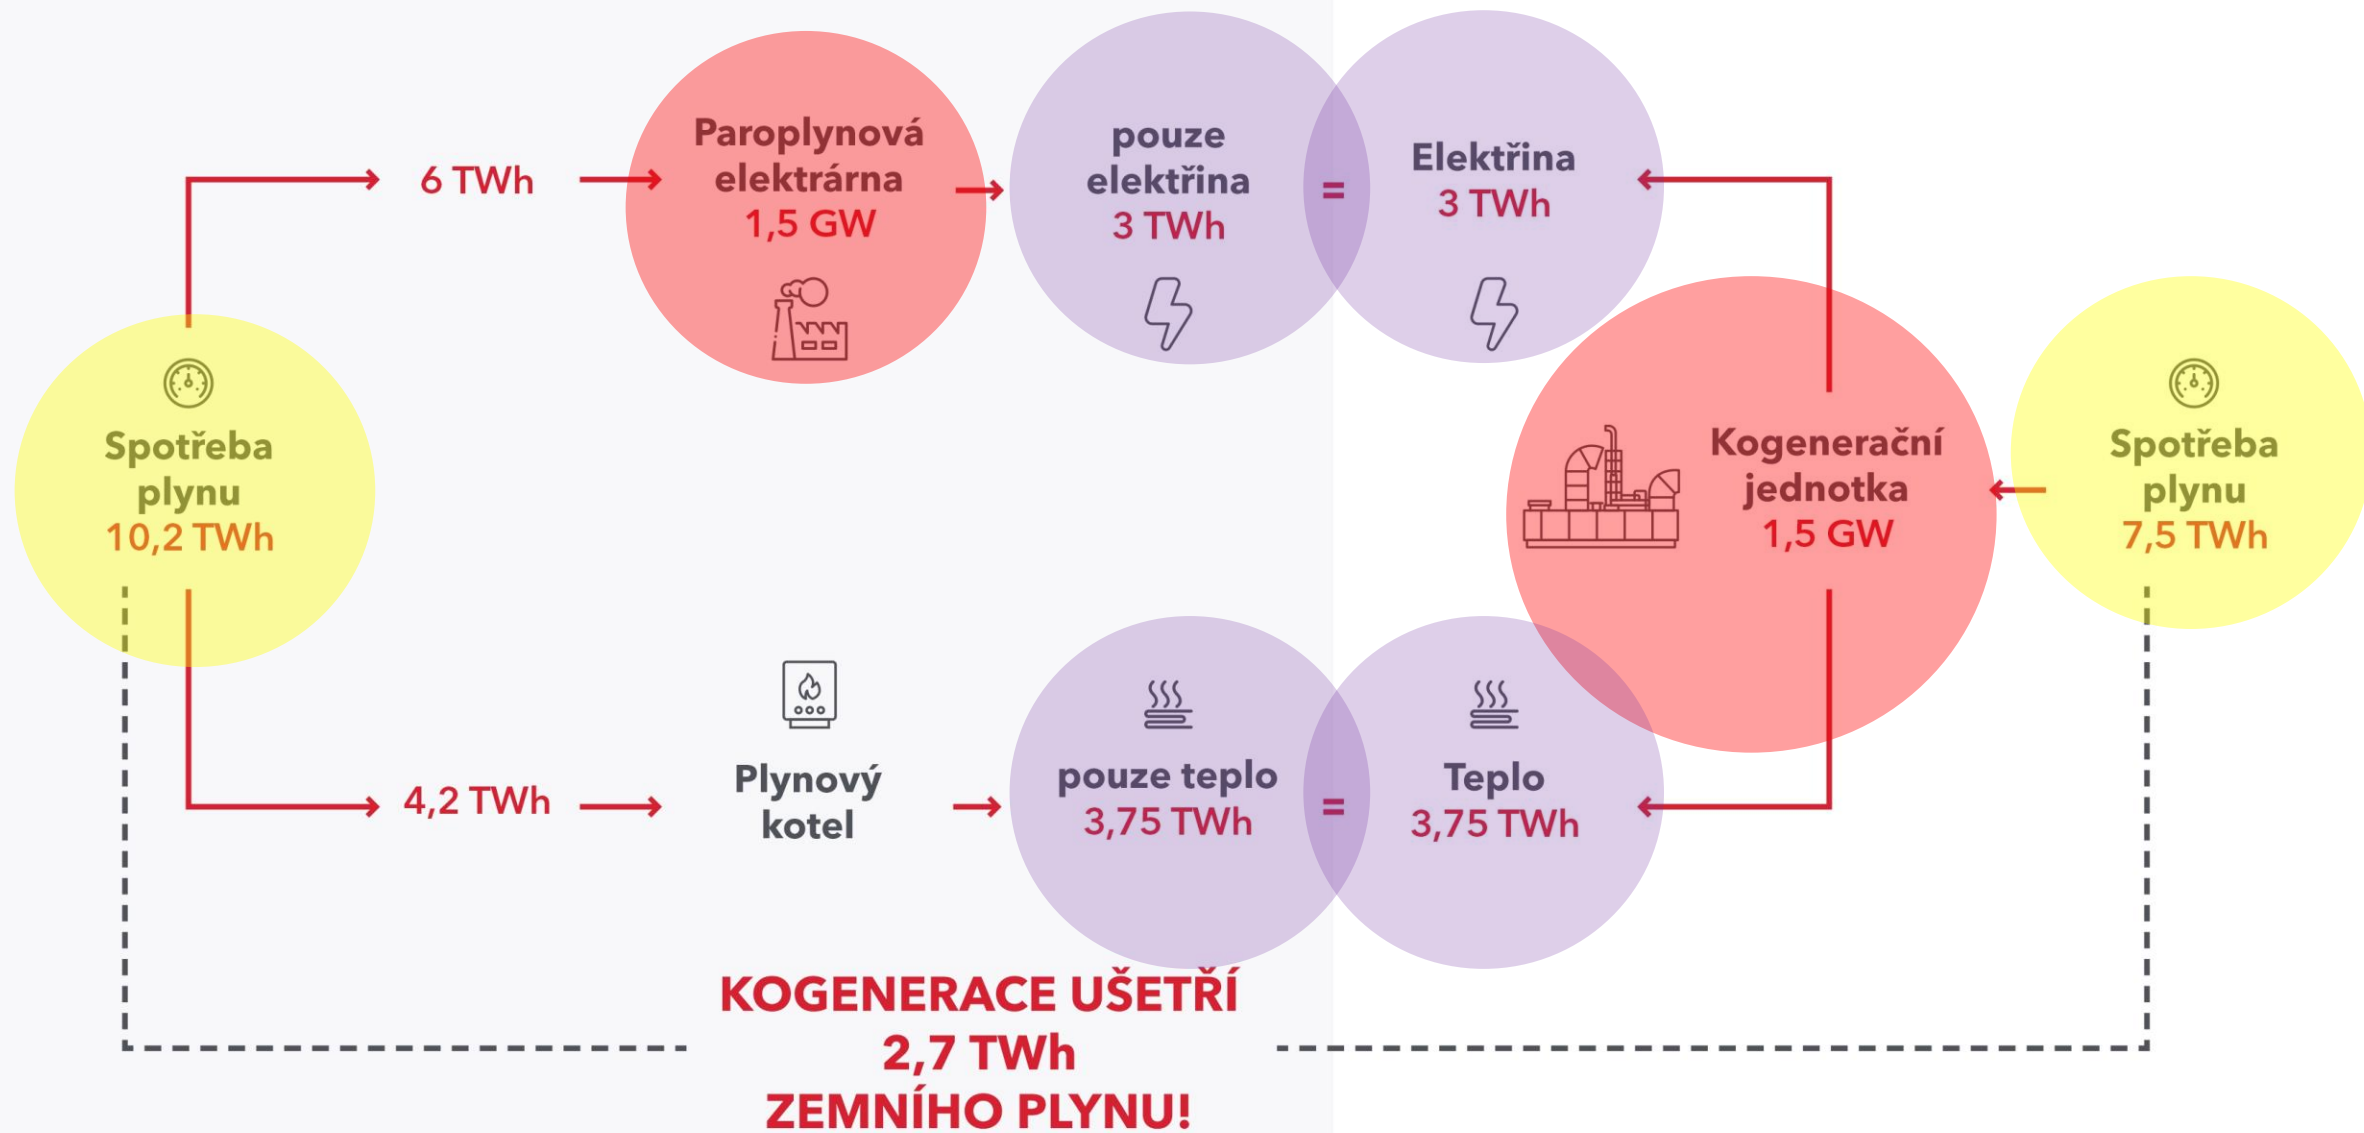 6 TWh
Paroplynová
elektrárna
1,5 GW
pouze
elektřina
3 TWh
=
Elektřina
3 TWh
Spotřeba
plynu
10,2 TWh
Kogenerační
jednotka
1,5 GW
Spotřeba
plynu
7,5 TWh
4,2 TWh
Plynový
kotel
pouze teplo
3,75 TWh
=
Teplo
3,75 TWh
KOGENERACE UŠETŘÍ
2,7 TWh
ZEMNÍHO PLYNU!